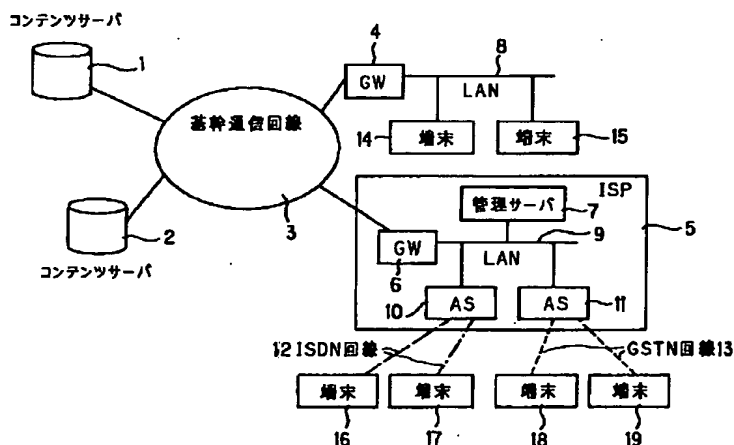 コンテンツサーバ
1
4
8
GW
LAN
基幹通信回線
14
端末
端末
15
ISP
管理サーバ
7
2
3
9
5
GW
LAN
コンテンツサーバ
6
10
AS
AS
11
12 ISDN回線
GSTN回線13
端末
端末
端末
端末
16
17
18
19